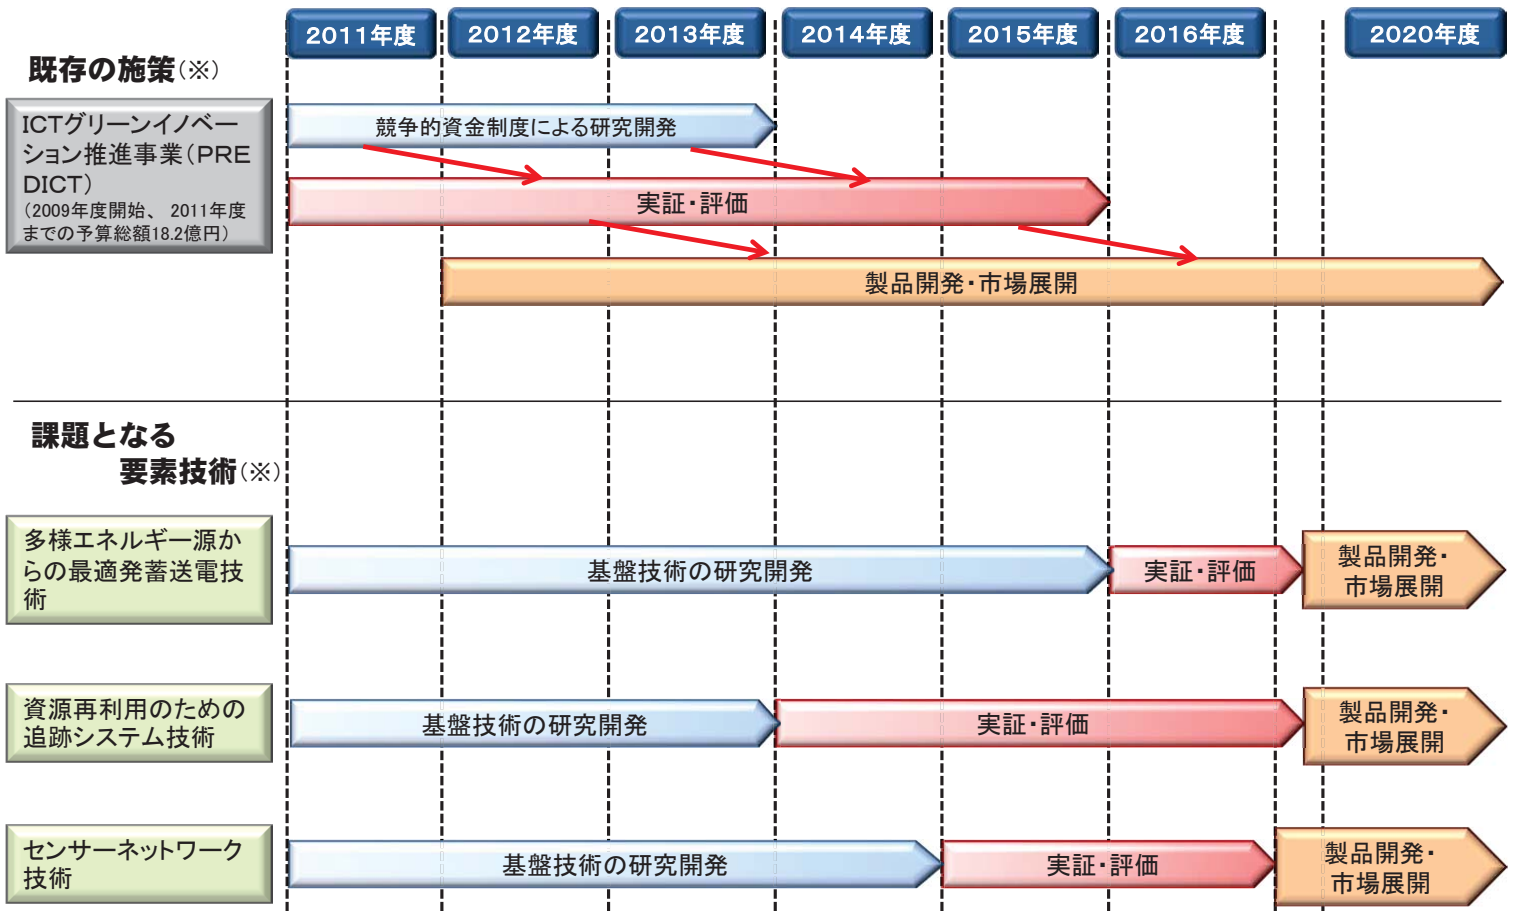 2011年度
2012年度
2013年度
2014年度
2015年度
2016年度
2020年度
既存の施策(※)
ICTグリーンイノベー
ション推進事業(PRE
DICT)
(2009年度開始、 2011年度
までの予算総額18.2億円)
競争的資金制度による研究開発
実証・評価
製品開発・市場展開
課題となる
要素技術(※)
多様エネルギー源か
らの最適発蓄送電技
術
基盤技術の研究開発
実証・評価
製品開発・
市場展開
資源再利用のための
追跡システム技術
基盤技術の研究開発
実証・評価
製品開発・
市場展開
センサーネットワーク
技術
基盤技術の研究開発
実証・評価
製品開発・
市場展開